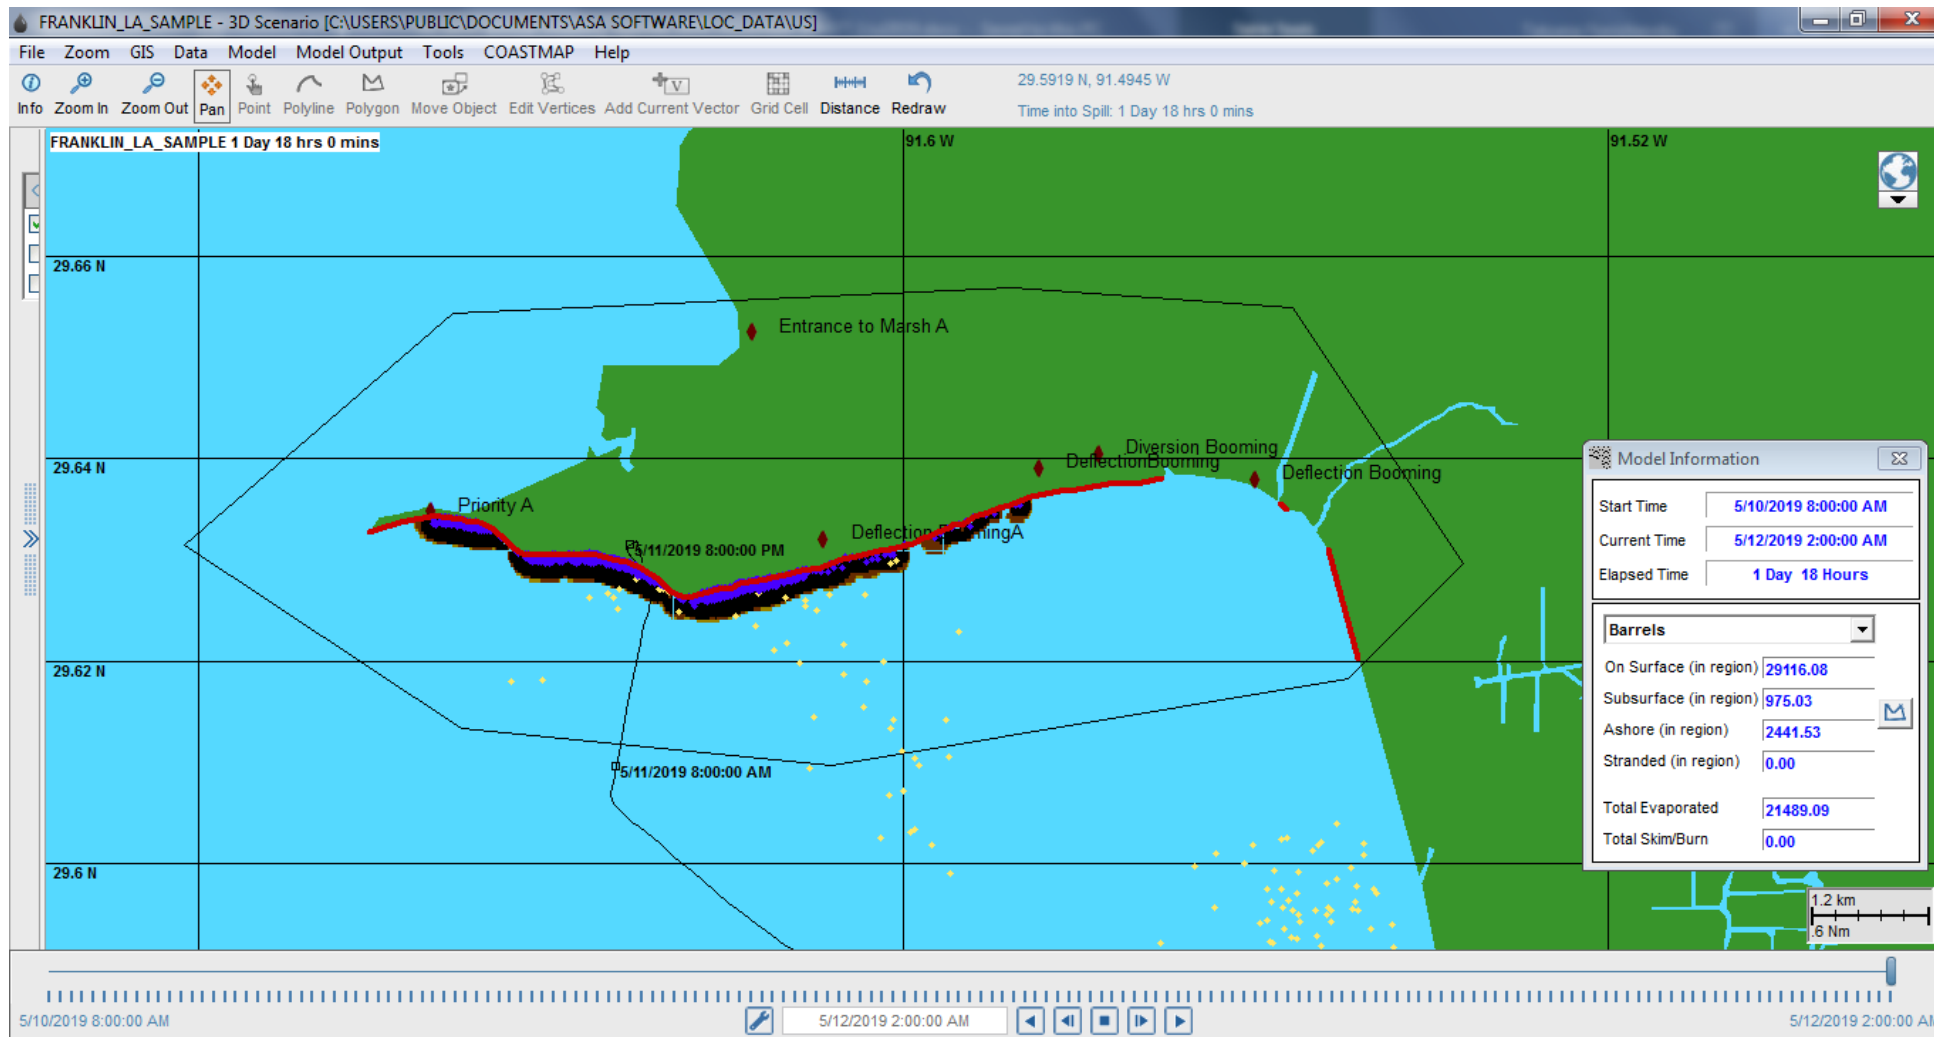 FRANKLIN_LA_SAMPLE - 3D Scenario [C:\USERS\PUBLIC\DOCUMENTS\ASA SOFTWARE\LOC_DATA\US]
File Zoom GIS Data Model Model Output Tools COASTMAP Help
Info Zoom In Zoom Out Pan Point Polyline Polygon Move Object Edit Vertices Add Current Vector Grid Cell Distance Redraw
V
29.5919 N, 91.4945 W
Time into Spill: 1 Day 18 hrs 0 mins
FRANKLIN_LA_SAMPLE 1 Day 18 hrs 0 mins
91.6 W
91.52 W
29.66 N
Entrance to Marsh A
Diversion Booming
29.64 N
DeflectionBooming
Deflection Booming
Priority A
Deflection BoomingA
5/11/2019 8:00:00 PM
29.62 N
5/11/2019 8:00:00 AM
29.6 N
Model Information
Start Time 5/10/2019 8:00:00 AM
Current Time 5/12/2019 2:00:00 AM
Elapsed Time 1 Day 18 Hours
Barrels
On Surface (in region) 29116.08
Subsurface (in region) 975.03
Ashore (in region) 2441.53
Stranded (in region) 0.00
Total Evaporated 21489.09
Total Skim/Burn 0.00
1.2 km
.6 Nm
5/10/2019 8:00:00 AM
5/12/2019 2:00:00 AM
5/12/2019 2:00:00 AM